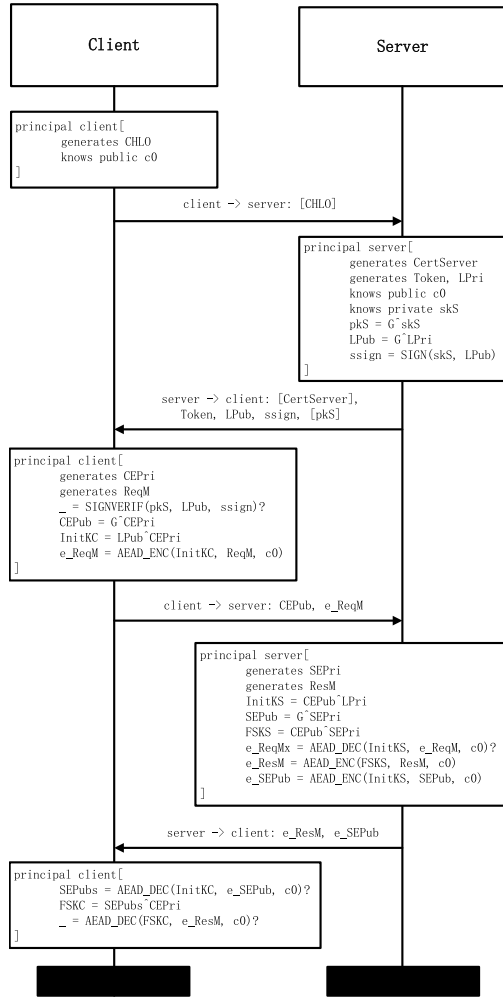 Client
Server
principal client[
generates CHLO
knows public c0
]
client -> server: [CHLO]
principal server[
generates CertServer
generates Token, LPri
knows public c0
knows private skS
pkS = G^skS
LPub = G^LPri
ssign = SIGN(skS, LPub)
]
server -> client: [CertServer],
Token, LPub, ssign, [pkS]
principal client[
generates CEPri
generates ReqM
_ = SIGNVERIF(pkS, LPub, ssign)?
CEPub = G^CEPri
InitKC = LPub^CEPri
e_ReqM = AEAD_ENC(InitKC, ReqM, c0)
]
client -> server: CEPub, e_ReqM
principal server[
generates SEPri
generates ResM
InitKS = CEPub^LPri
SEPub = G^SEPri
FSKS = CEPub^SEPri
e_ReqMx = AEAD_DEC(InitKS, e_ReqM, c0)?
e_ResM = AEAD_ENC(FSKS, ResM, c0)
e_SEPub = AEAD_ENC(InitKS, SEPub, c0)
]
server -> client: e_ResM, e_SEPub
principal client[
SEPubs = AEAD_DEC(InitKC, e_SEPub, c0)?
FSKC = SEPubs^CEPri
_ = AEAD_DEC(FSKC, e_ResM, c0)?
]